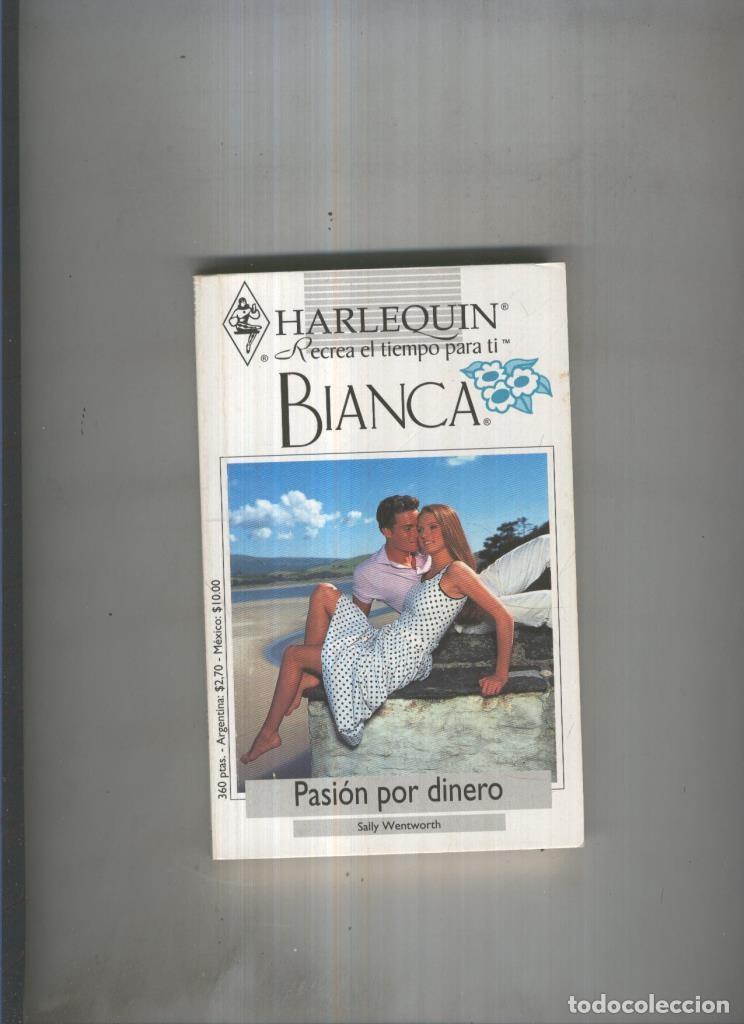 HARLEQUIN®
Recrea el tiempo para ti™
BIANCA®
360 ptas. - Argentina: $2,70 - México: $10.00
Pasión por dinero
Sally Wentworth
todocoleccion